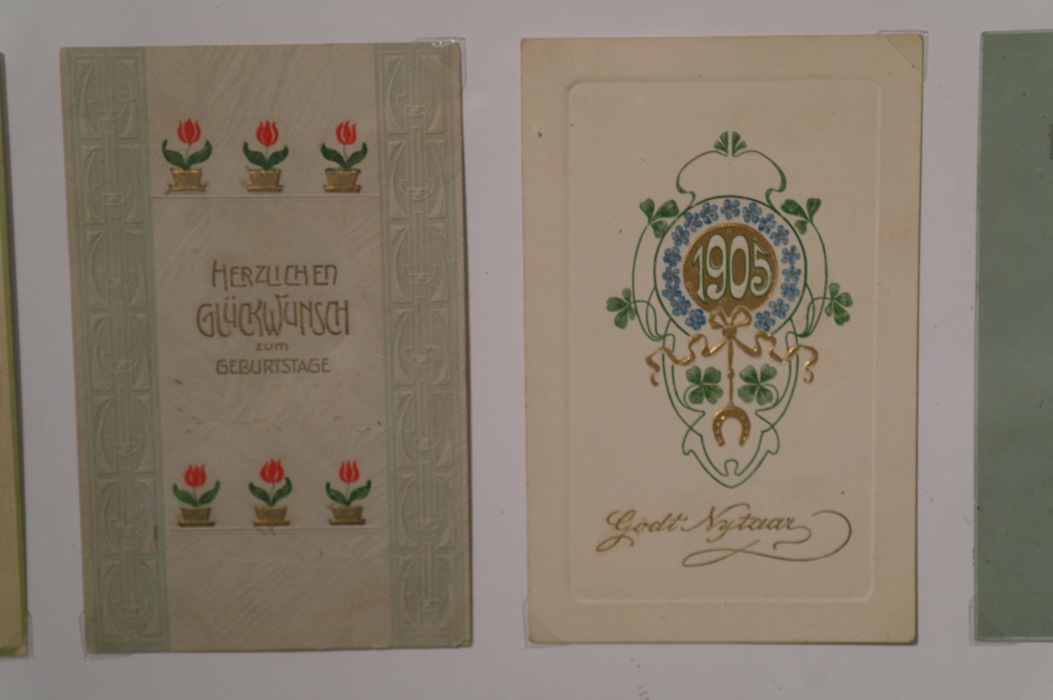 HERZLICHEN
GLÜCKWUNSCH
ZUM
GEBURTSTAGE
1905
Godt Nytaar